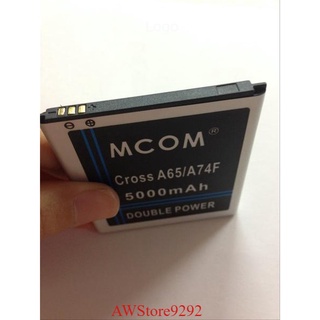 MCOM®
Cross A65/A74F
5000mAh
DOUBLE POWER
AWStore9292